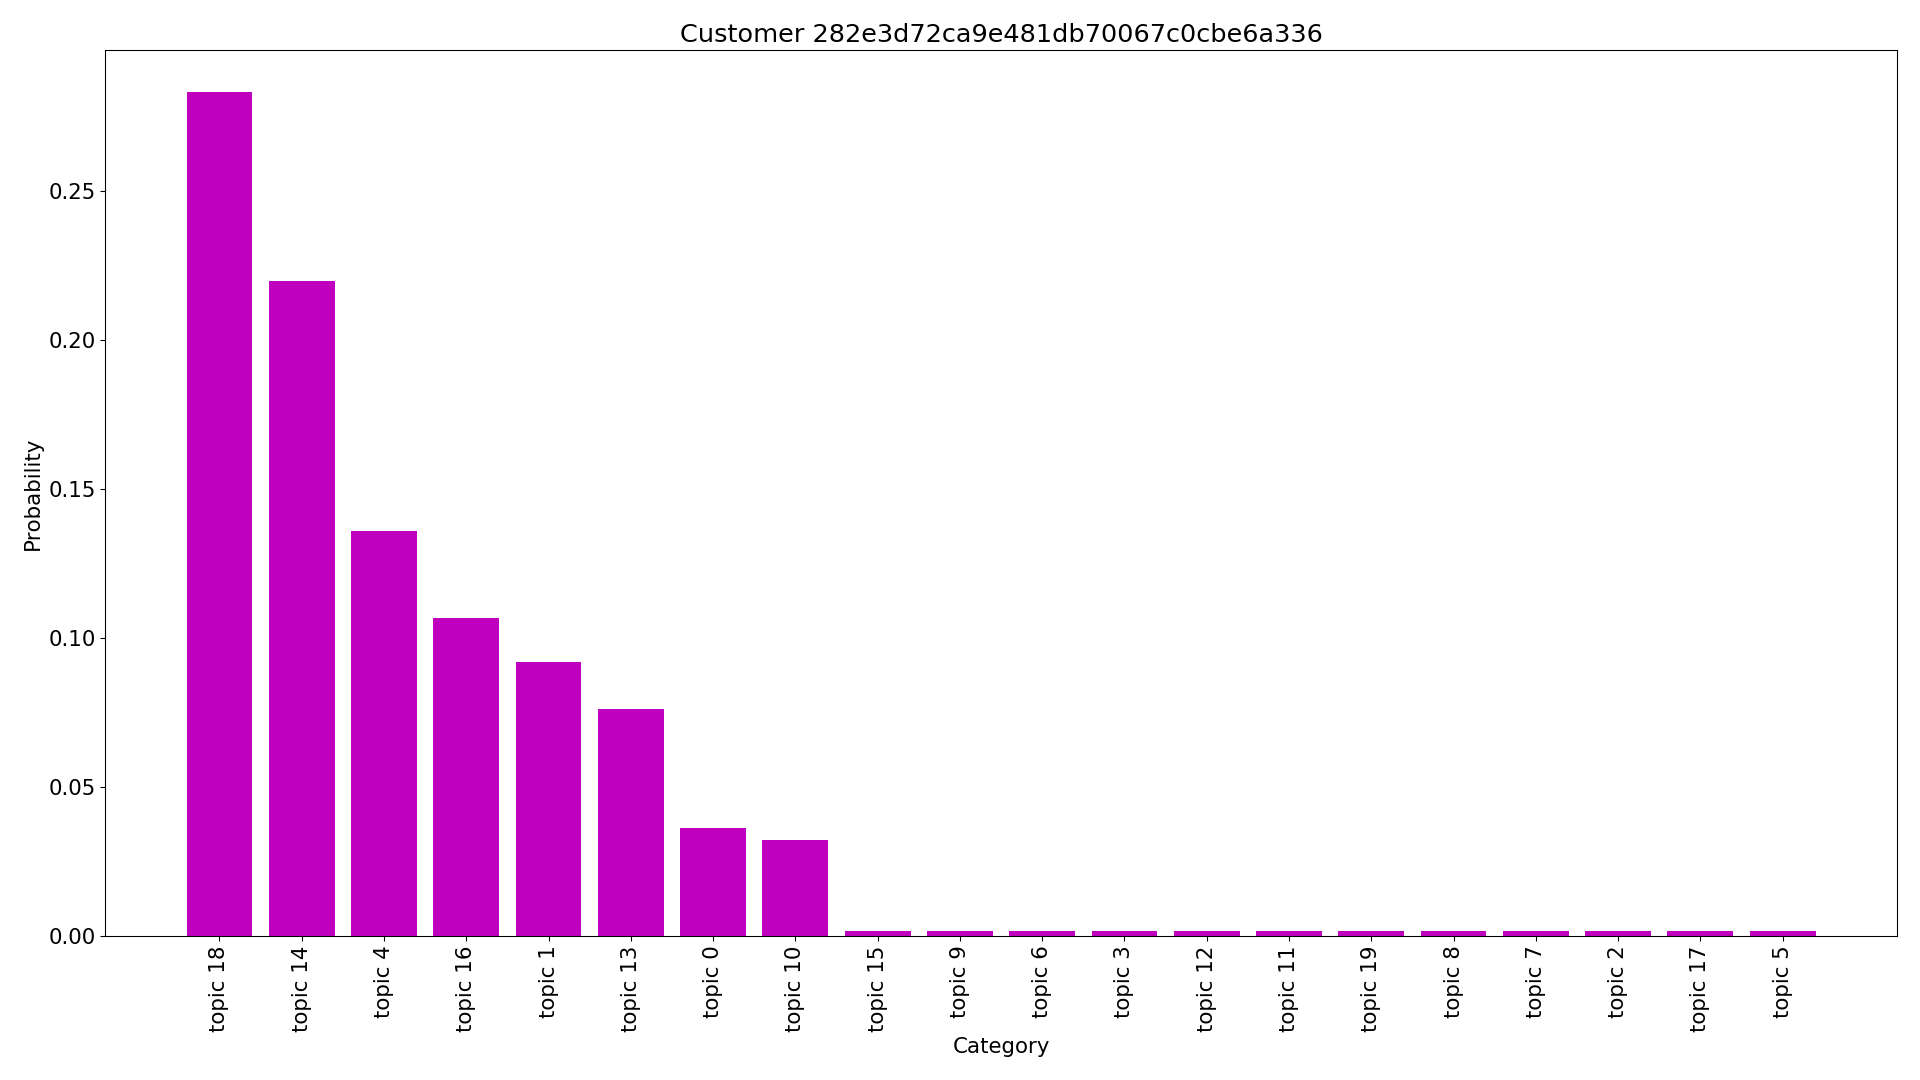 Customer 282e3d72ca9e481db70067c0cbe6a336
Probability
0.25
0.20
0.15
0.10
0.05
0.00
topic 18
topic 14
topic 4
topic 16
topic 1
topic 13
topic 0
topic 10
topic 15
topic 9
topic 6
topic 3
topic 12
topic 11
topic 19
topic 8
topic 7
topic 2
topic 17
topic 5
Category